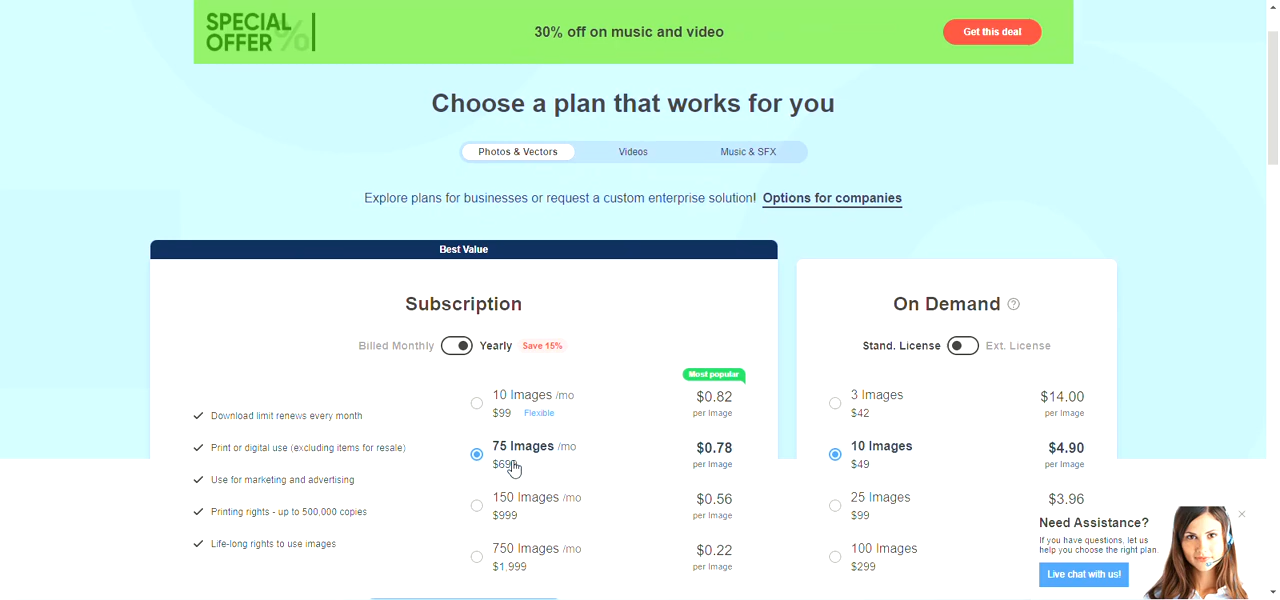 SPECIAL
OFFER %
30% off on music and video
Get this deal
Choose a plan that works for you
Photos & Vectors
Videos
Music & SFX
Explore plans for businesses or request a custom enterprise solution! Options for companies
Best Value
Subscription
Billed Monthly
Yearly
Save 15%
Download limit renews every month
Print or digital use (excluding items for resale)
Use for marketing and advertising
Printing rights - up to 500,000 copies
Life-long rights to use images
Most popular
10 Images /mo
$0.82
$99 Flexible
per Image
75 Images /mo
$0.78
per Image
150 Images /mo
$0.56
$999
per Image
750 Images /mo
$0.22
$1,999
per Image
On Demand ?
Stand. License
Ext. License
3 Images
$14.00
$42
per Image
10 Images
$4.90
$49
per Image
25 Images
$3.96
$99
100 Images
$299
Need Assistance?
If you have questions, let us
help you choose the right plan.
Live chat with us!